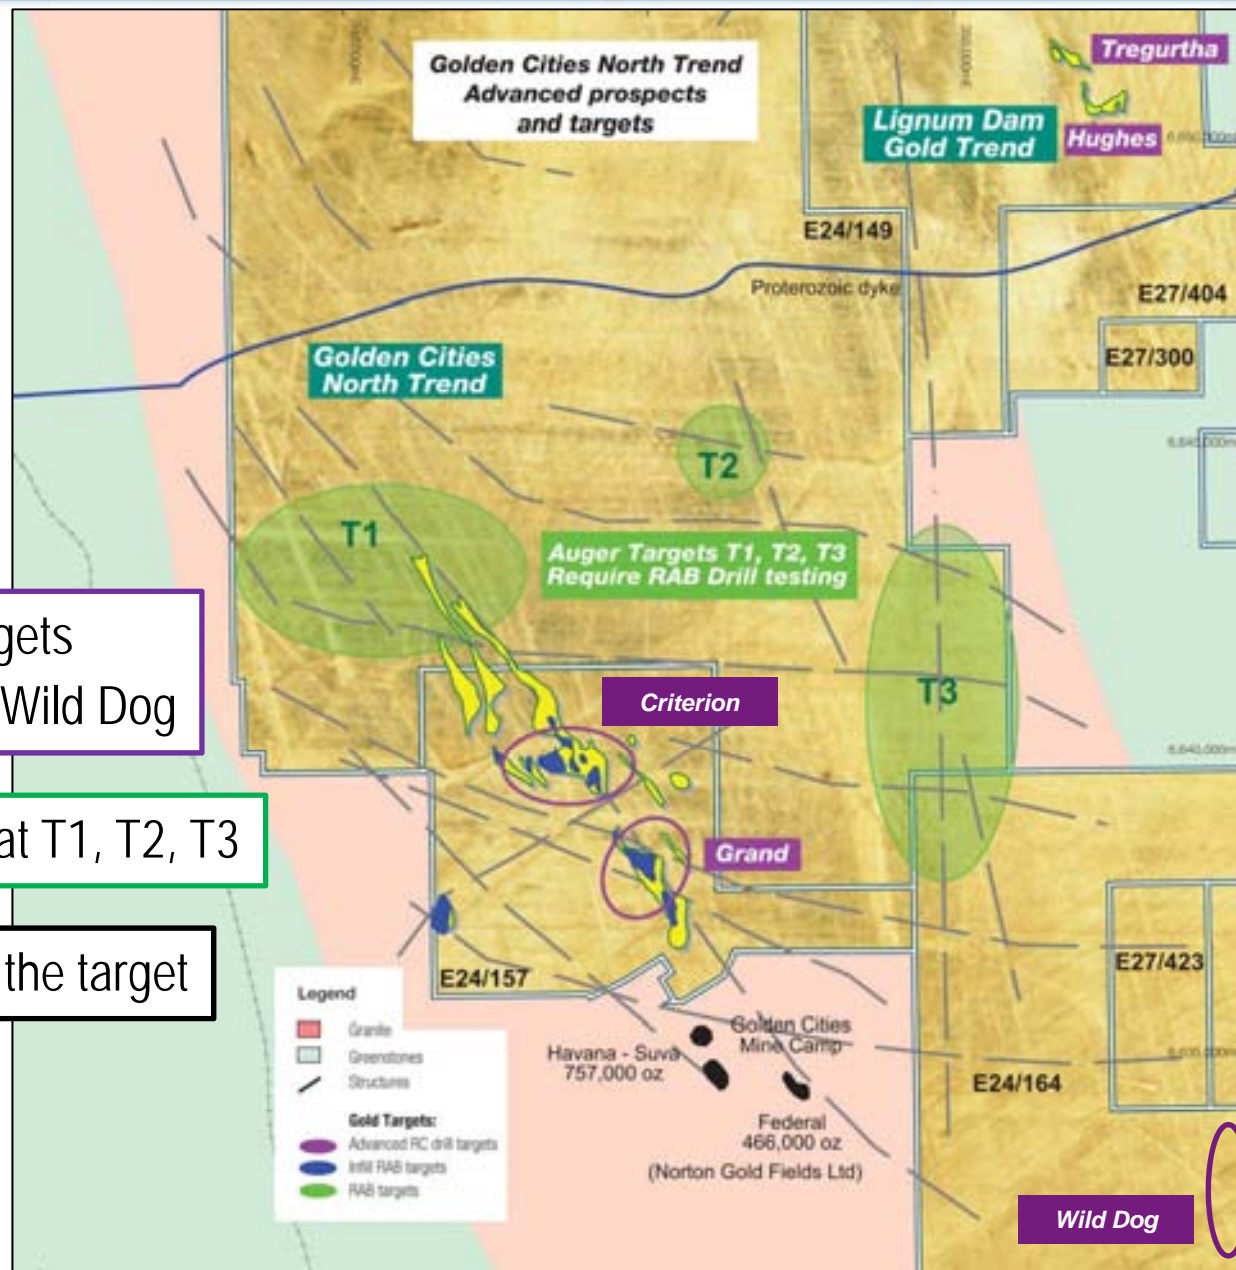 Golden Cities North Trend
Advanced prospects
and targets
Tregurtha
Lignum Dam
Gold Trend
Hughes
E24/149
Proterozoic dyke
E27/404
E27/300
Golden Cities
North Trend
T2
T1
Auger Targets T1, T2, T3
Require RAB Drill testing
gets
Wild Dog
T3
Criterion
at T1, T2, T3
Grand
the target
E24/157
E27/423
Legend
Granite
Greenstones
Structures
Gold Targets:
Advanced RC drill targets
Infill RAB targets
RAB targets
Golden Cities
Mine Camp
Havana - Suva
757,000 oz
E24/164
Federal
466,000 oz
(Norton Gold Fields Ltd)
Wild Dog